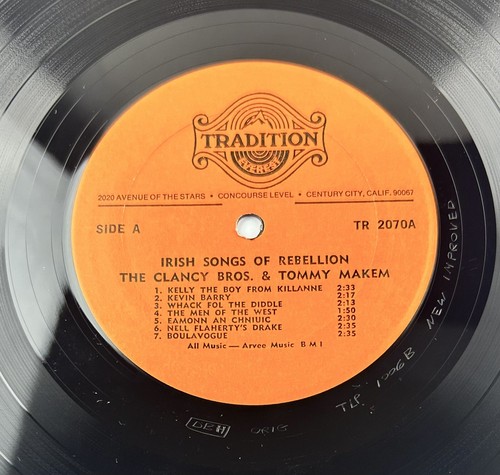 TRADITION
EVEREST
2020 AVENUE OF THE STARS • CONCOURSE LEVEL • CENTURY CITY, CALIF. 90067
SIDE A
TR 2070A
IRISH SONGS OF REBELLION
THE CLANCY BROS. & TOMMY MAKEM
1. KELLY THE BOY FROM KILLANNE 2:33
2. KEVIN BARRY 2:17
3. WHACK FOL THE DIDDLE 2:13
4. THE MEN OF THE WEST 1:50
5. EAMONN AN CHNIUIC 2:30
6. NELL FLAHERTY'S DRAKE 2:35
7. BOULAVOGUE 2:35
All Music — Arvee Music B M I
ORIG
TLP 1006B
NEW IMPROVED